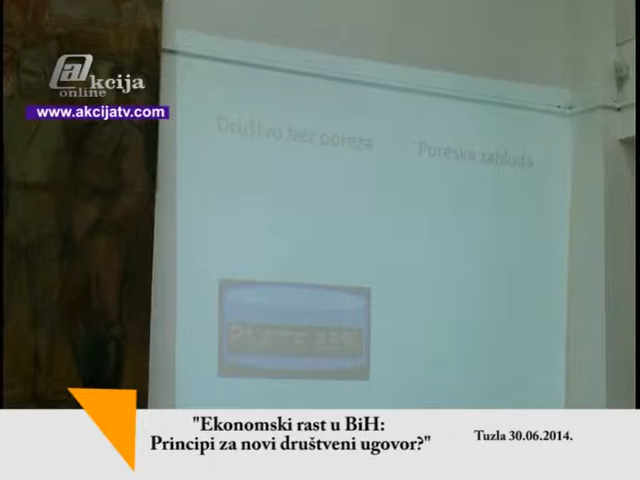 akcija
online
www.akcijatv.com
Društvo bez poreza
Poreska zabluda
"Ekonomski rast u BiH:
Principi za novi društveni ugovor?"
Tuzla 30.06.2014.